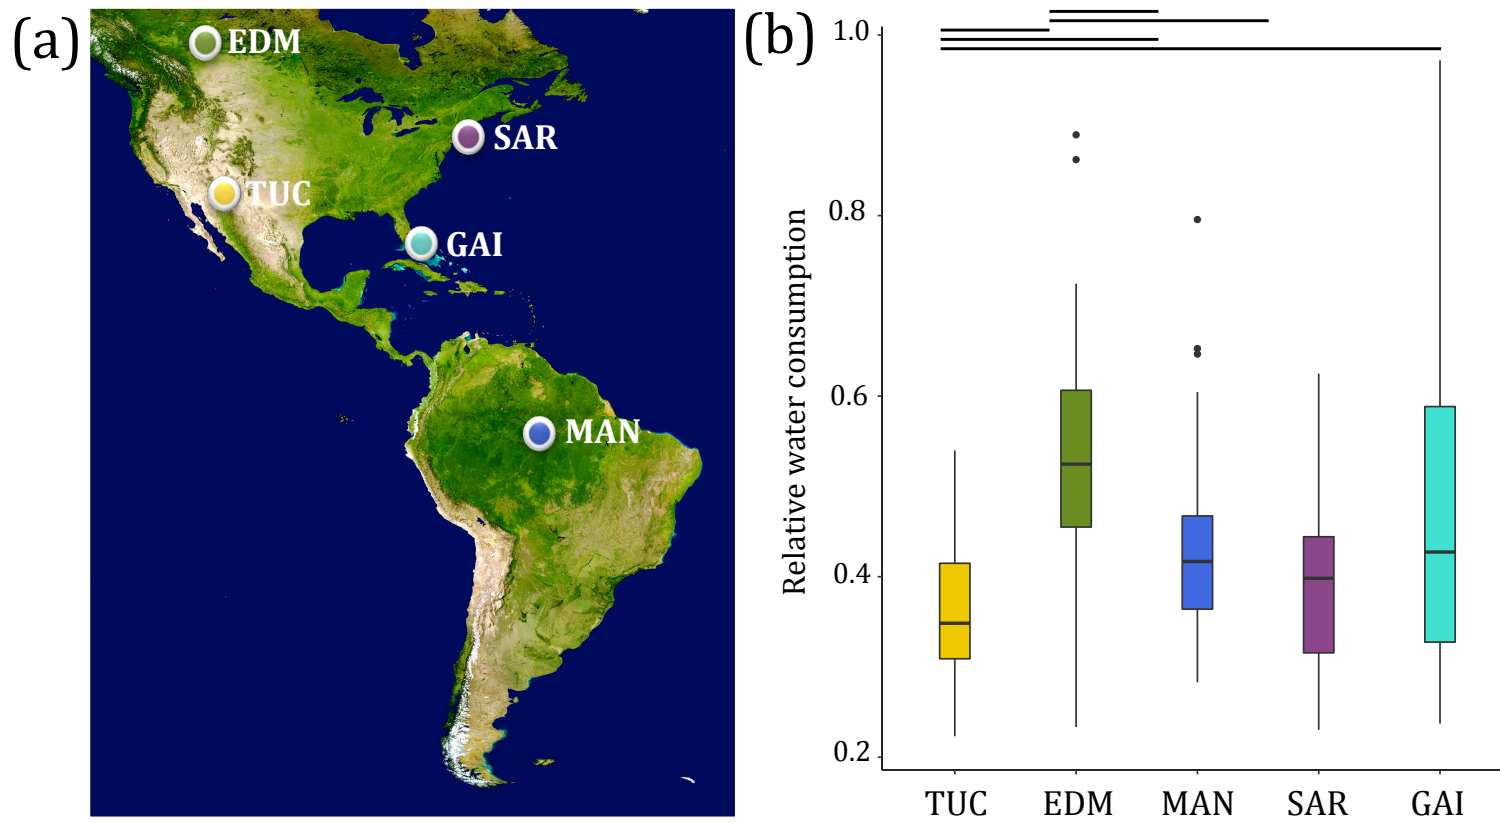 (a)
EDM
SAR
TUC
GAI
MAN
(b)
Relative water consumption
1.0
0.8
0.6
0.4
0.2
TUC EDM MAN SAR GAI